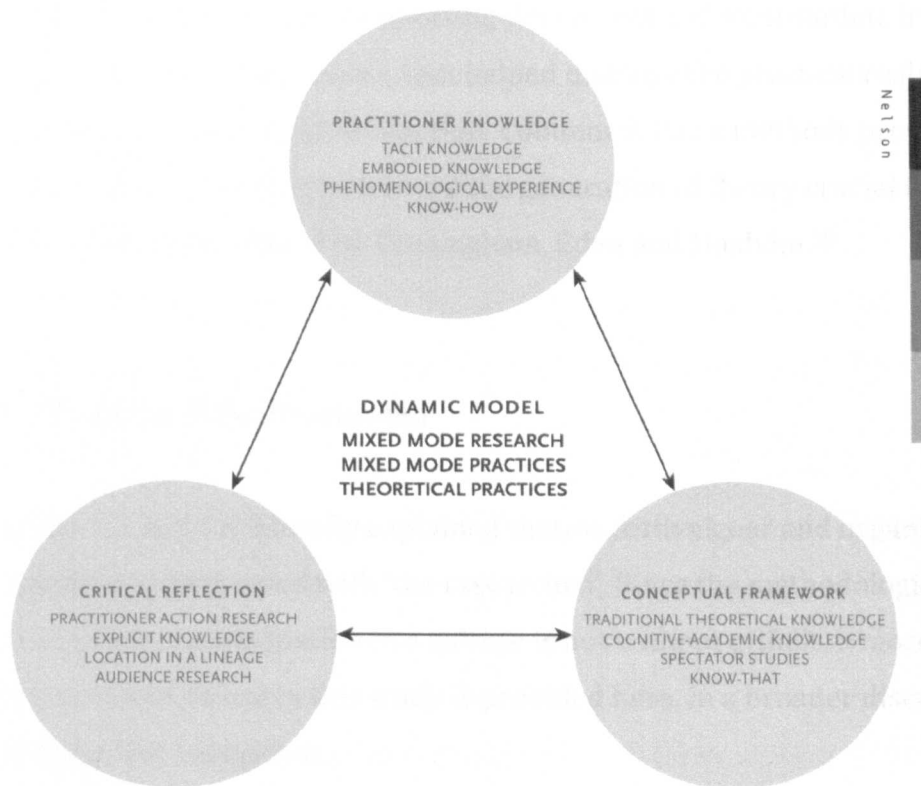 PRACTITIONER KNOWLEDGE
TACIT KNOWLEDGE
EMBODIED KNOWLEDGE
PHENOMENOLOGICAL EXPERIENCE
KNOW-HOW
Nelson
DYNAMIC MODEL
MIXED MODE RESEARCH
MIXED MODE PRACTICES
THEORETICAL PRACTICES
CRITICAL REFLECTION
PRACTITIONER ACTION RESEARCH
EXPLICIT KNOWLEDGE
LOCATION IN A LINEAGE
AUDIENCE RESEARCH
CONCEPTUAL FRAMEWORK
TRADITIONAL THEORETICAL KNOWLEDGE
COGNITIVE-ACADEMIC KNOWLEDGE
SPECTATOR STUDIES
KNOW-THAT